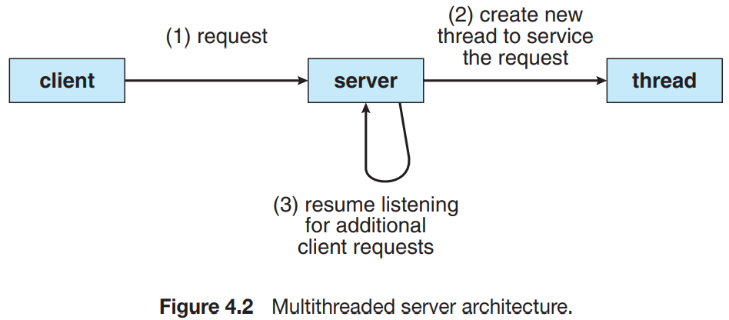 (1) request
(2) create new
thread to service
the request
client
server
thread
(3) resume listening
for additional
client requests
Figure 4.2 Multithreaded server architecture.